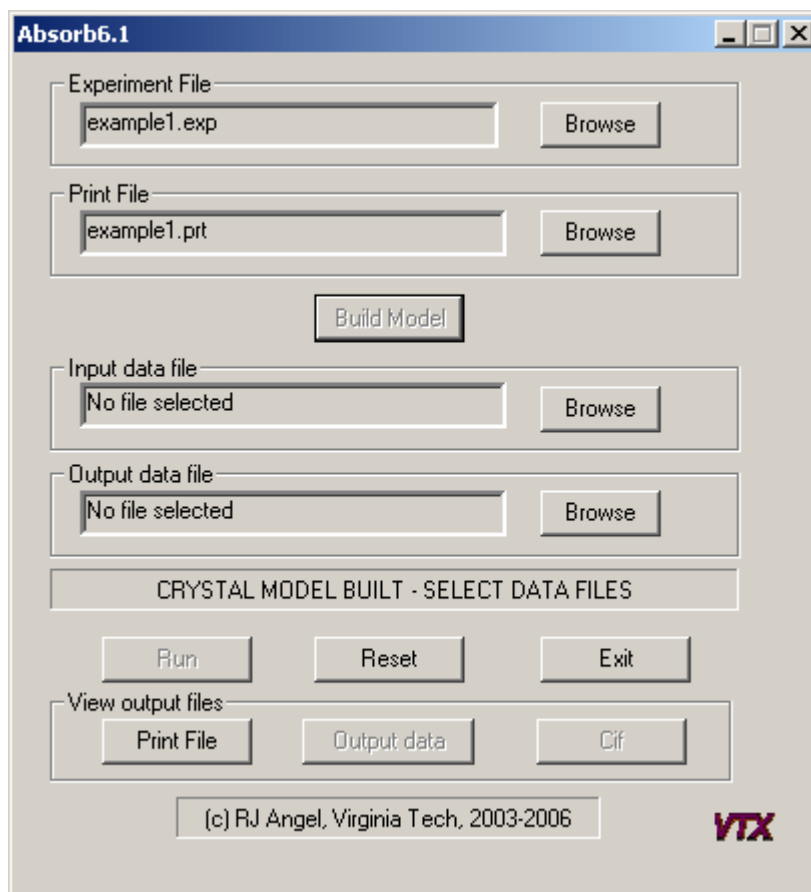 Absorb6.1
Experiment File
example1.exp
Browse
Print File
example1.prt
Browse
Build Model
Input data file
No file selected
Browse
Output data file
No file selected
Browse
CRYSTAL MODEL BUILT - SELECT DATA FILES
Run Reset Exit
View output files
Print File Output data Cif
(c) RJ Angel, Virginia Tech, 2003-2006
VTX